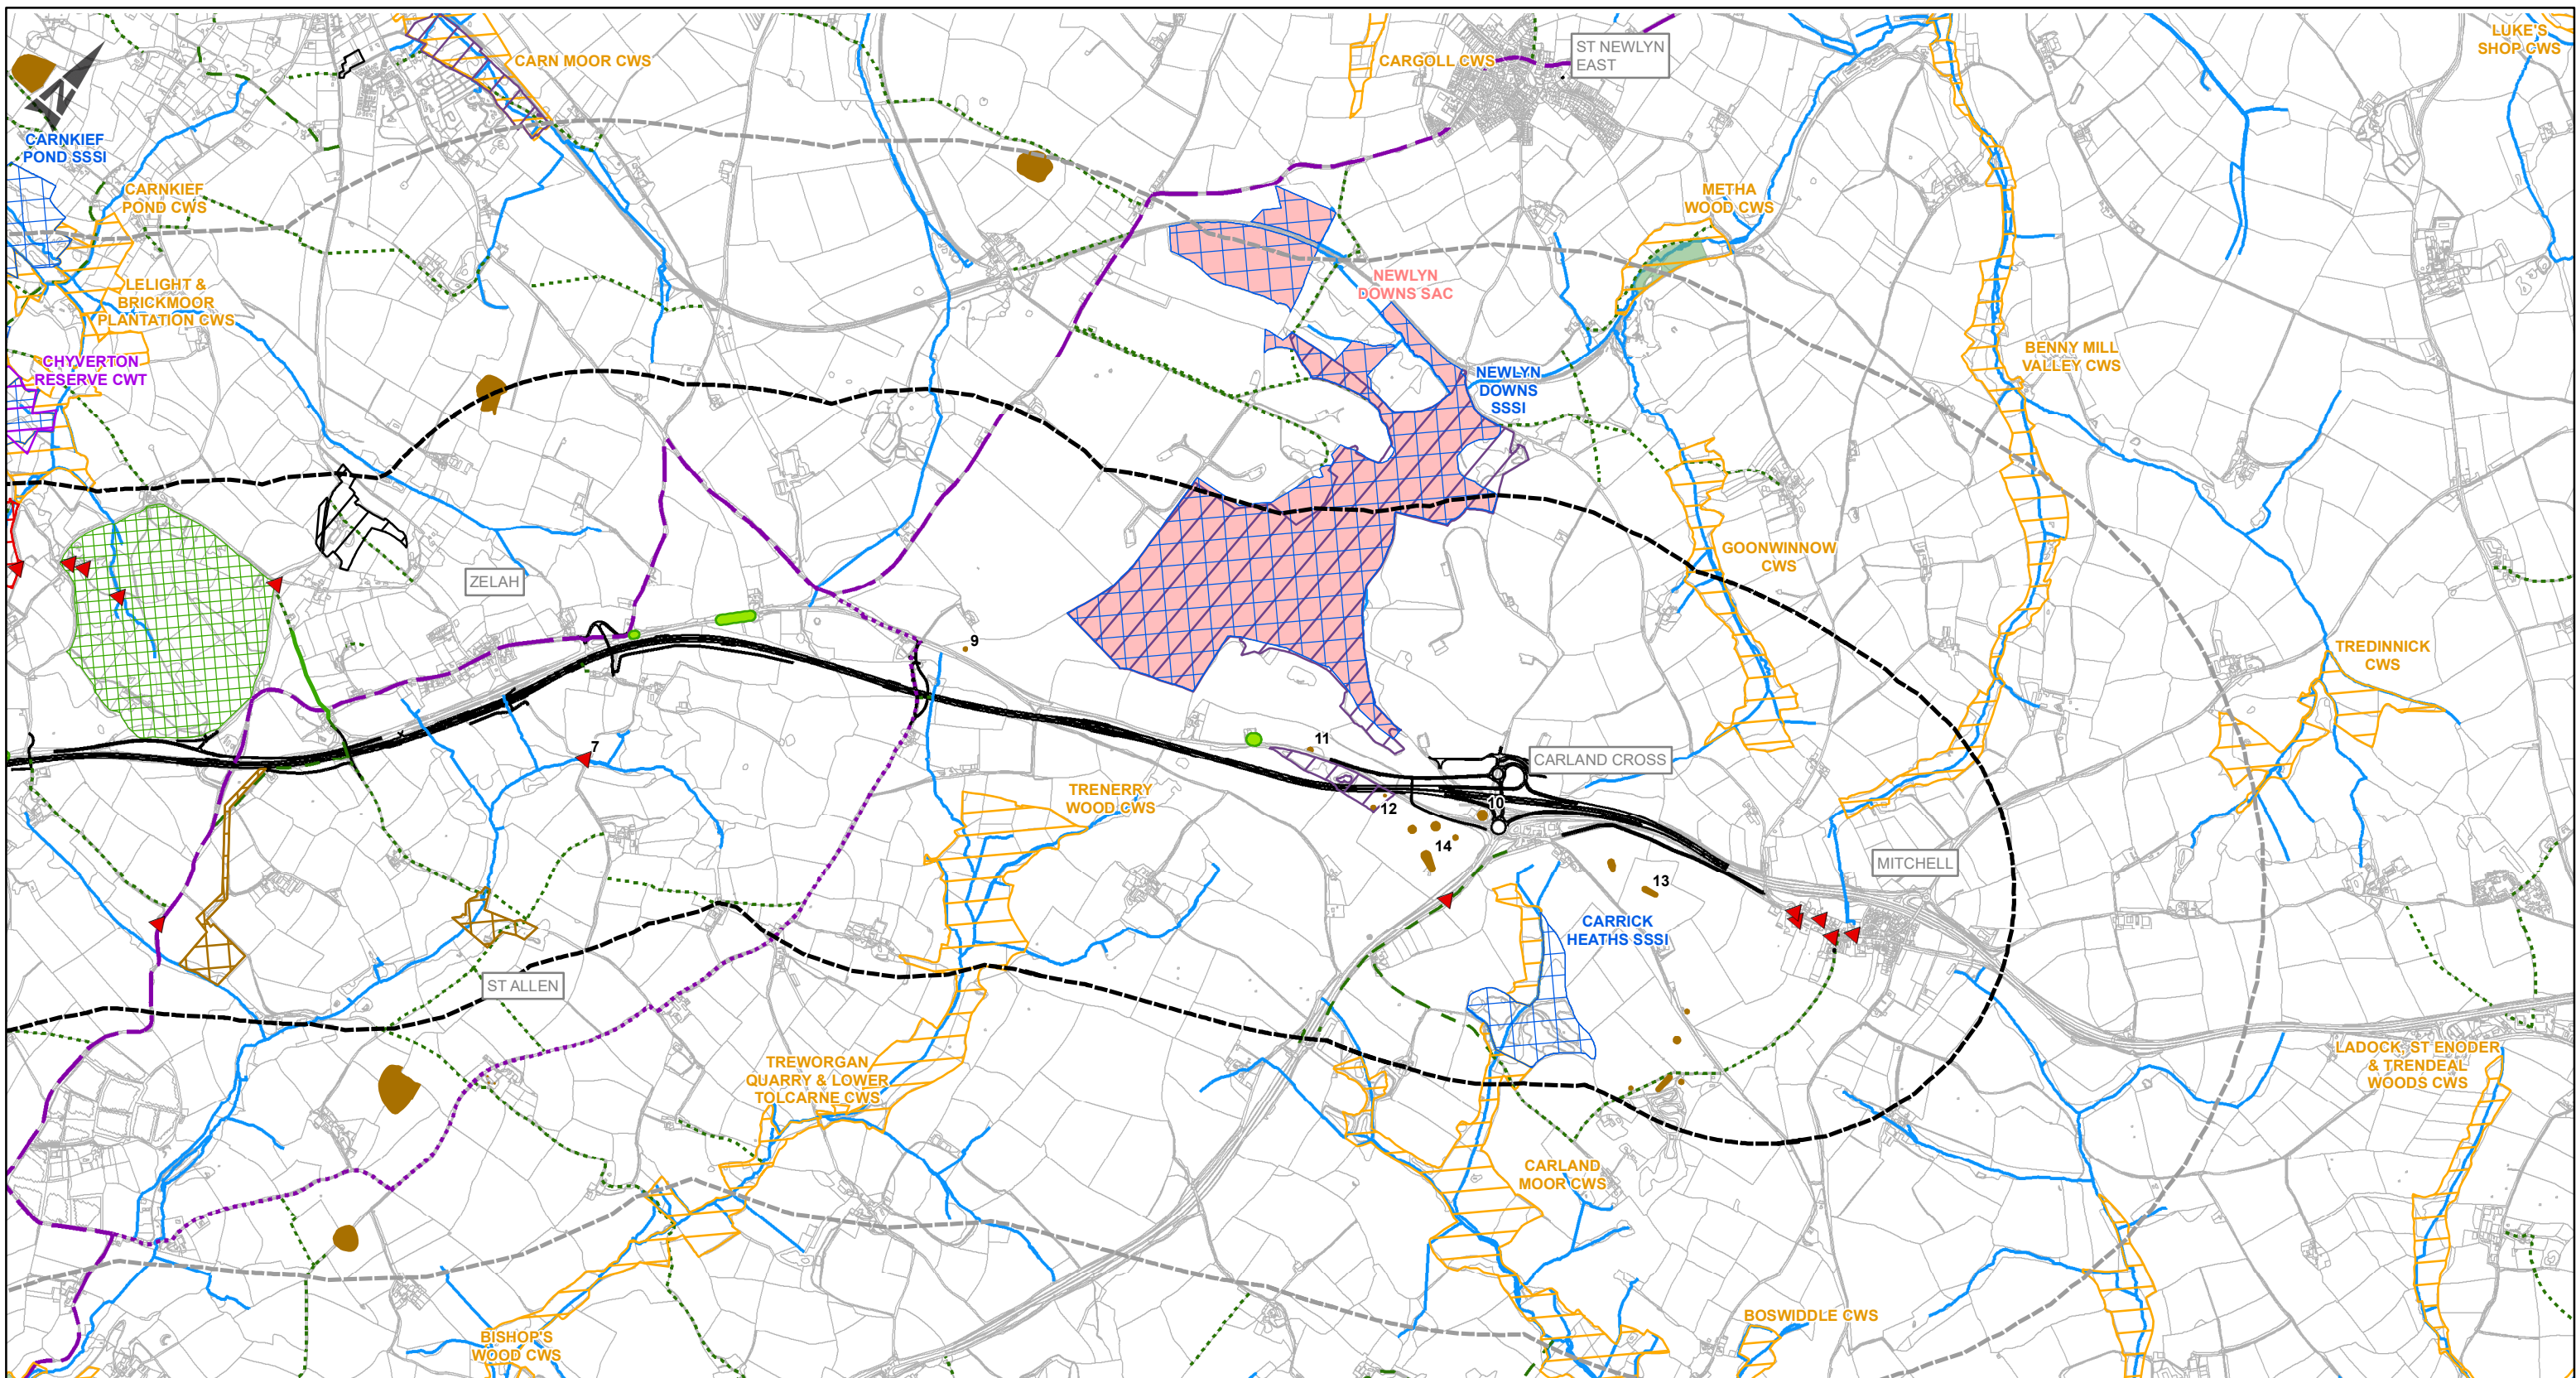 CARN MOOR CWS
CARGOLL CWS
ST NEWLYN
EAST
LUKE'S
SHOP CWS
N
CARNKIEF
POND SSSI
CARNKIEF
POND CWS
METHA
WOOD CWS
LELIGHT &
BRICKMOOR
PLANTATION CWS
NEWLYN
DOWNS SAC
CHYVERTON
RESERVE CWT
NEWLYN
DOWNS
SSSI
BENNY MILL
VALLEY CWS
GOONWINNOW
CWS
ZELAH
9
TREDINNICK
CWS
7
11
CARLAND CROSS
TRENERRY
WOOD CWS
12
10
14
MITCHELL
13
CARRICK
HEATHS SSSI
ST ALLEN
TREWORGAN
QUARRY & LOWER
TOLCARNE CWS
LADOCK, ST ENODER
& TRENDEAL
WOODS CWS
CARLAND
MOOR CWS
BISHOP'S
WOOD CWS
BOSWIDDLE CWS